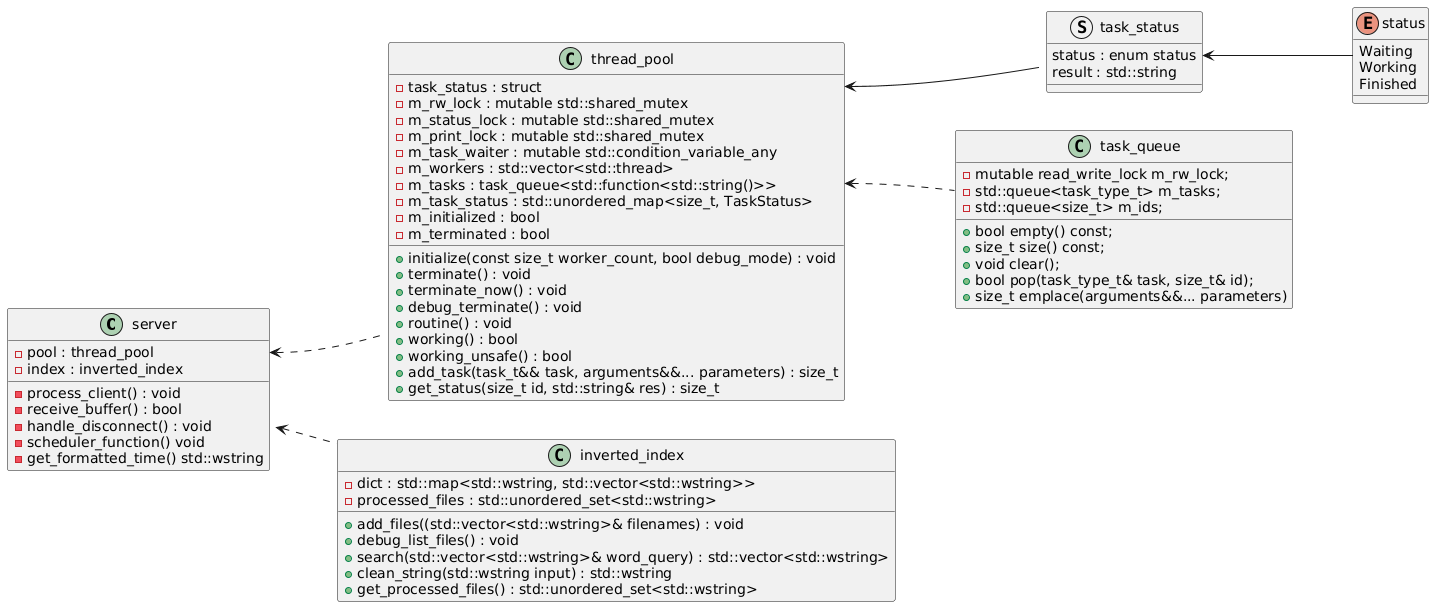 C server
pool : thread_pool
index : inverted_index
process_client() : void
receive_buffer() : bool
handle_disconnect() : void
scheduler_function() void
get_formatted_time() std::wstring
C thread_pool
task_status : struct
m_rw_lock : mutable std::shared_mutex
m_status_lock : mutable std::shared_mutex
m_print_lock : mutable std::shared_mutex
m_task_waiter : mutable std::condition_variable_any
m_workers : std::vector<std::thread>
m_tasks : task_queue<std::function<std::string()>>
m_task_status : std::unordered_map<size_t, TaskStatus>
m_initialized : bool
m_terminated : bool
initialize(const size_t worker_count, bool debug_mode) : void
terminate() : void
terminate_now() : void
debug_terminate() : void
routine() : void
working() : bool
working_unsafe() : bool
add_task(task_t&& task, arguments&&... parameters) : size_t
get_status(size_t id, std::string& res) : size_t
C inverted_index
dict : std::map<std::wstring, std::vector<std::wstring>>
processed_files : std::unordered_set<std::wstring>
add_files((std::vector<std::wstring>& filenames) : void
debug_list_files() : void
search(std::vector<std::wstring>& word_query) : std::vector<std::wstring>
clean_string(std::wstring input) : std::wstring
get_processed_files() : std::unordered_set<std::wstring>
S task_status
status : enum status
result : std::string
E status
Waiting
Working
Finished
C task_queue
mutable read_write_lock m_rw_lock;
std::queue<task_type_t> m_tasks;
std::queue<size_t> m_ids;
bool empty() const;
size_t size() const;
void clear();
bool pop(task_type_t& task, size_t& id);
size_t emplace(arguments&&... parameters)